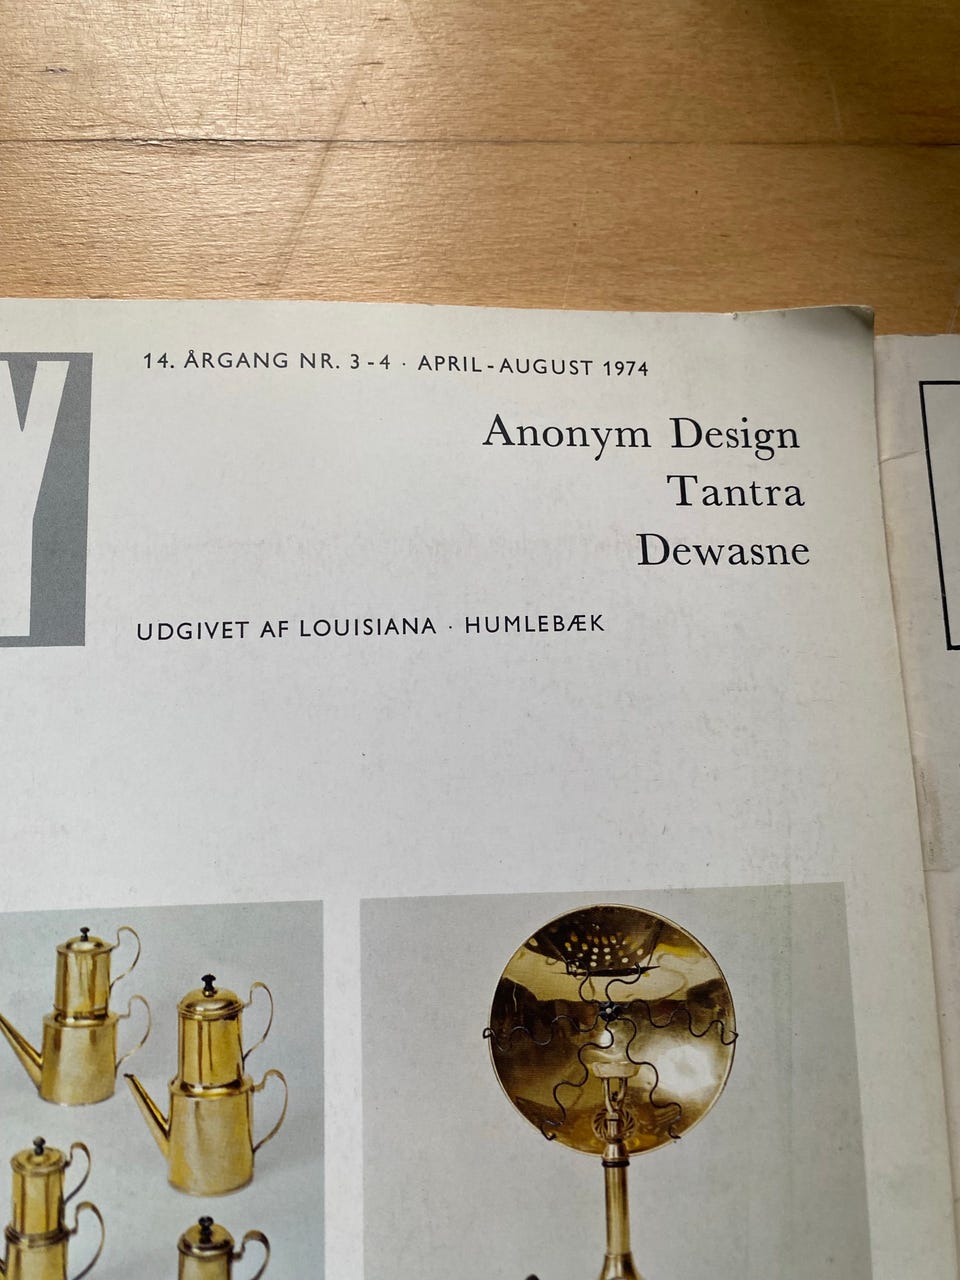 Y
14. ÅRGANG NR. 3-4 · APRIL-AUGUST 1974
Anonym Design
Tantra
Dewasne
UDGIVET AF LOUISIANA · HUMLEBÆK